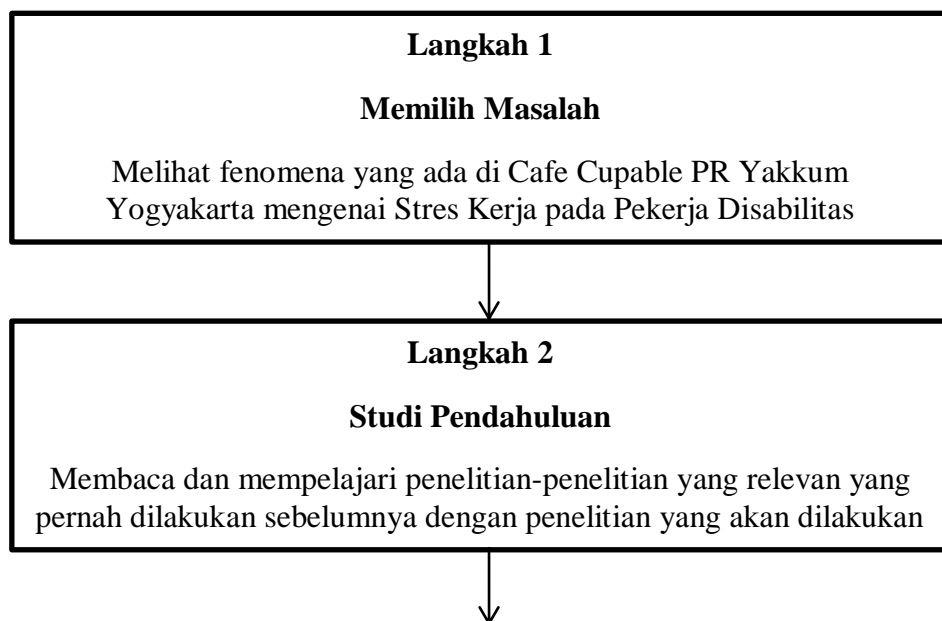 Langkah 1
Memilih Masalah
Melihat fenomena yang ada di Cafe Cupable PR Yakkum
Yogyakarta mengenai Stres Kerja pada Pekerja Disabilitas
Langkah 2
Studi Pendahuluan
Membaca dan mempelajari penelitian-penelitian yang relevan yang
pernah dilakukan sebelumnya dengan penelitian yang akan dilakukan